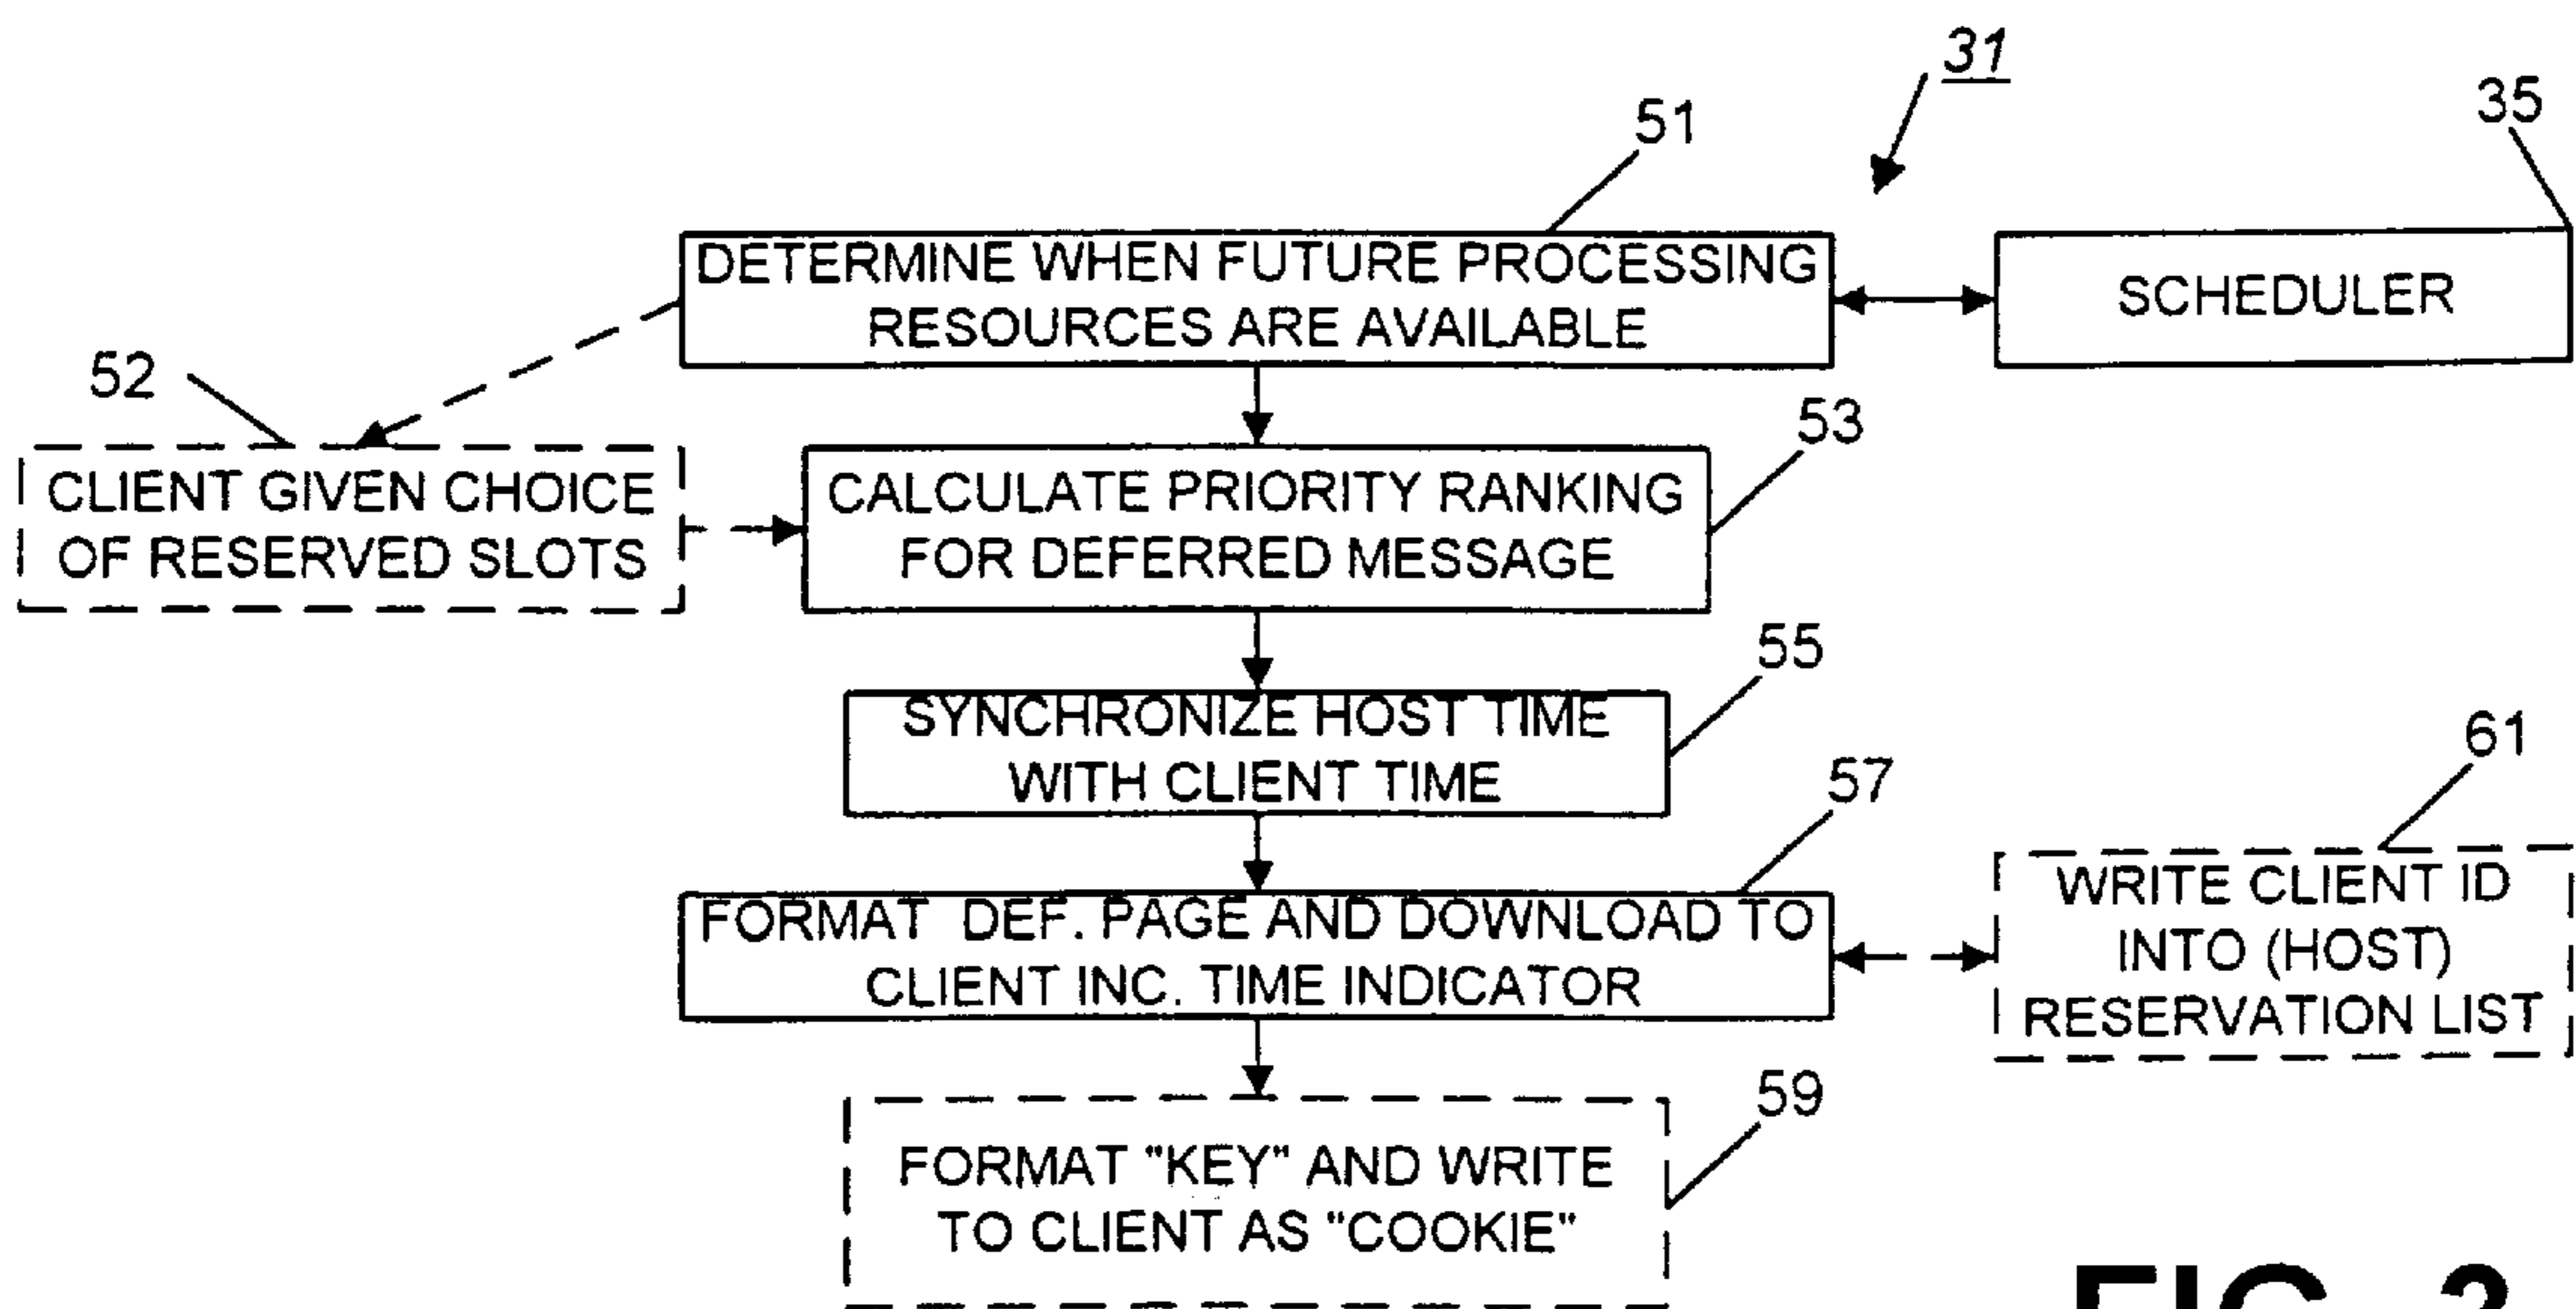 31
51
35
DETERMINE WHEN FUTURE PROCESSING
RESOURCES ARE AVAILABLE
SCHEDULER
52
53
CLIENT GIVEN CHOICE
OF RESERVED SLOTS
CALCULATE PRIORITY RANKING
FOR DEFERRED MESSAGE
55
SYNCHRONIZE HOST TIME
WITH CLIENT TIME
57
61
FORMAT DEF. PAGE AND DOWNLOAD TO
CLIENT INC. TIME INDICATOR
WRITE CLIENT ID
INTO (HOST)
RESERVATION LIST
59
FORMAT "KEY" AND WRITE
TO CLIENT AS "COOKIE"